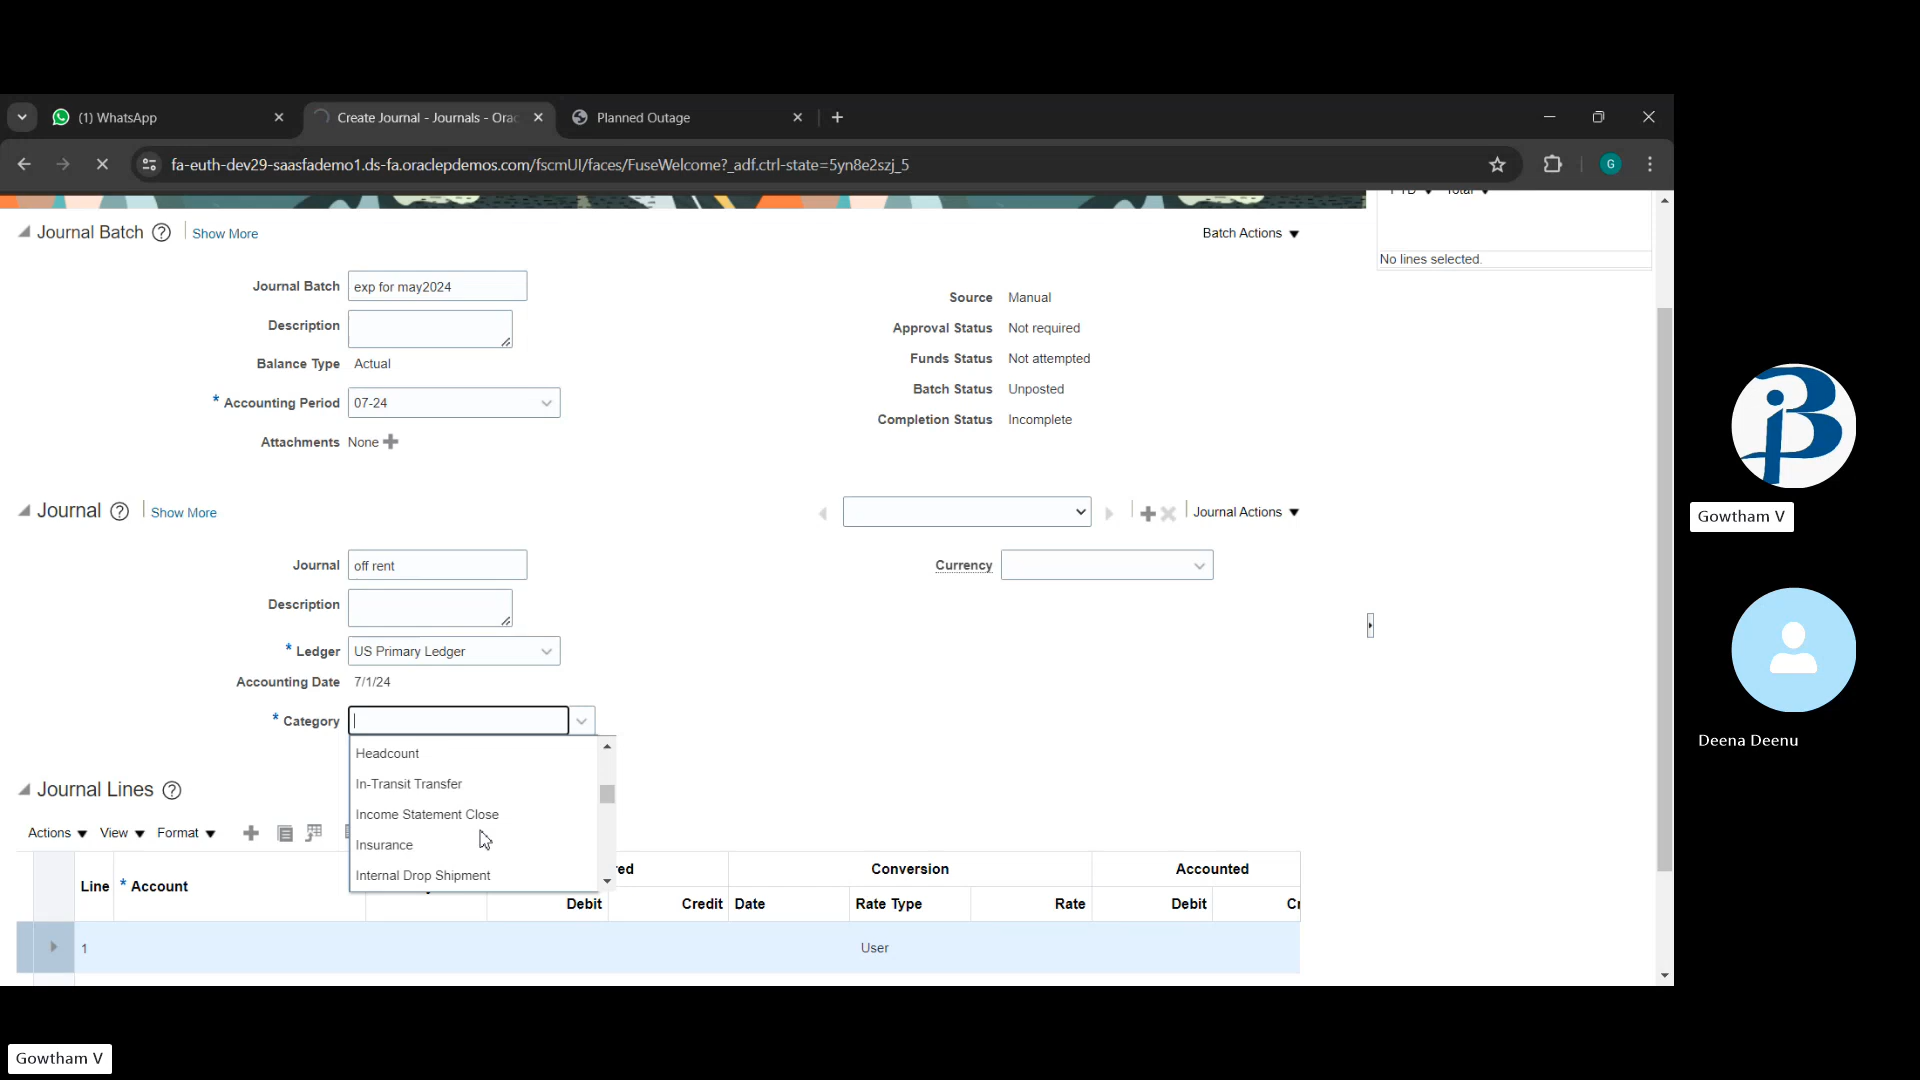 (1) WhatsApp
Create Journal - Journals - Orac
Planned Outage
fa-euth-dev29-saasfademo1.ds-fa.oraclepdemos.com/fscmUI/faces/FuseWelcome?_adf.ctrl-state=5yn8e2szj_5
G
Journal Batch ? Show More
Batch Actions
No lines selected.
Journal Batch exp for may2024
Source Manual
Description
Approval Status Not required
Balance Type Actual
Funds Status Not attempted
* Accounting Period 07-24
Batch Status Unposted
Attachments None
Completion Status Incomplete
Journal ? Show More
Journal Actions
Journal off rent
Currency
Description
* Ledger US Primary Ledger
Accounting Date 7/1/24
* Category
Headcount
In-Transit Transfer
Income Statement Close
Insurance
Internal Drop Shipment
Journal Lines ?
Actions View Format
Line * Account
Conversion Accounted
Debit Credit Date Rate Type Rate Debit
1 User
Gowtham V
Deena Deenu
Gowtham V